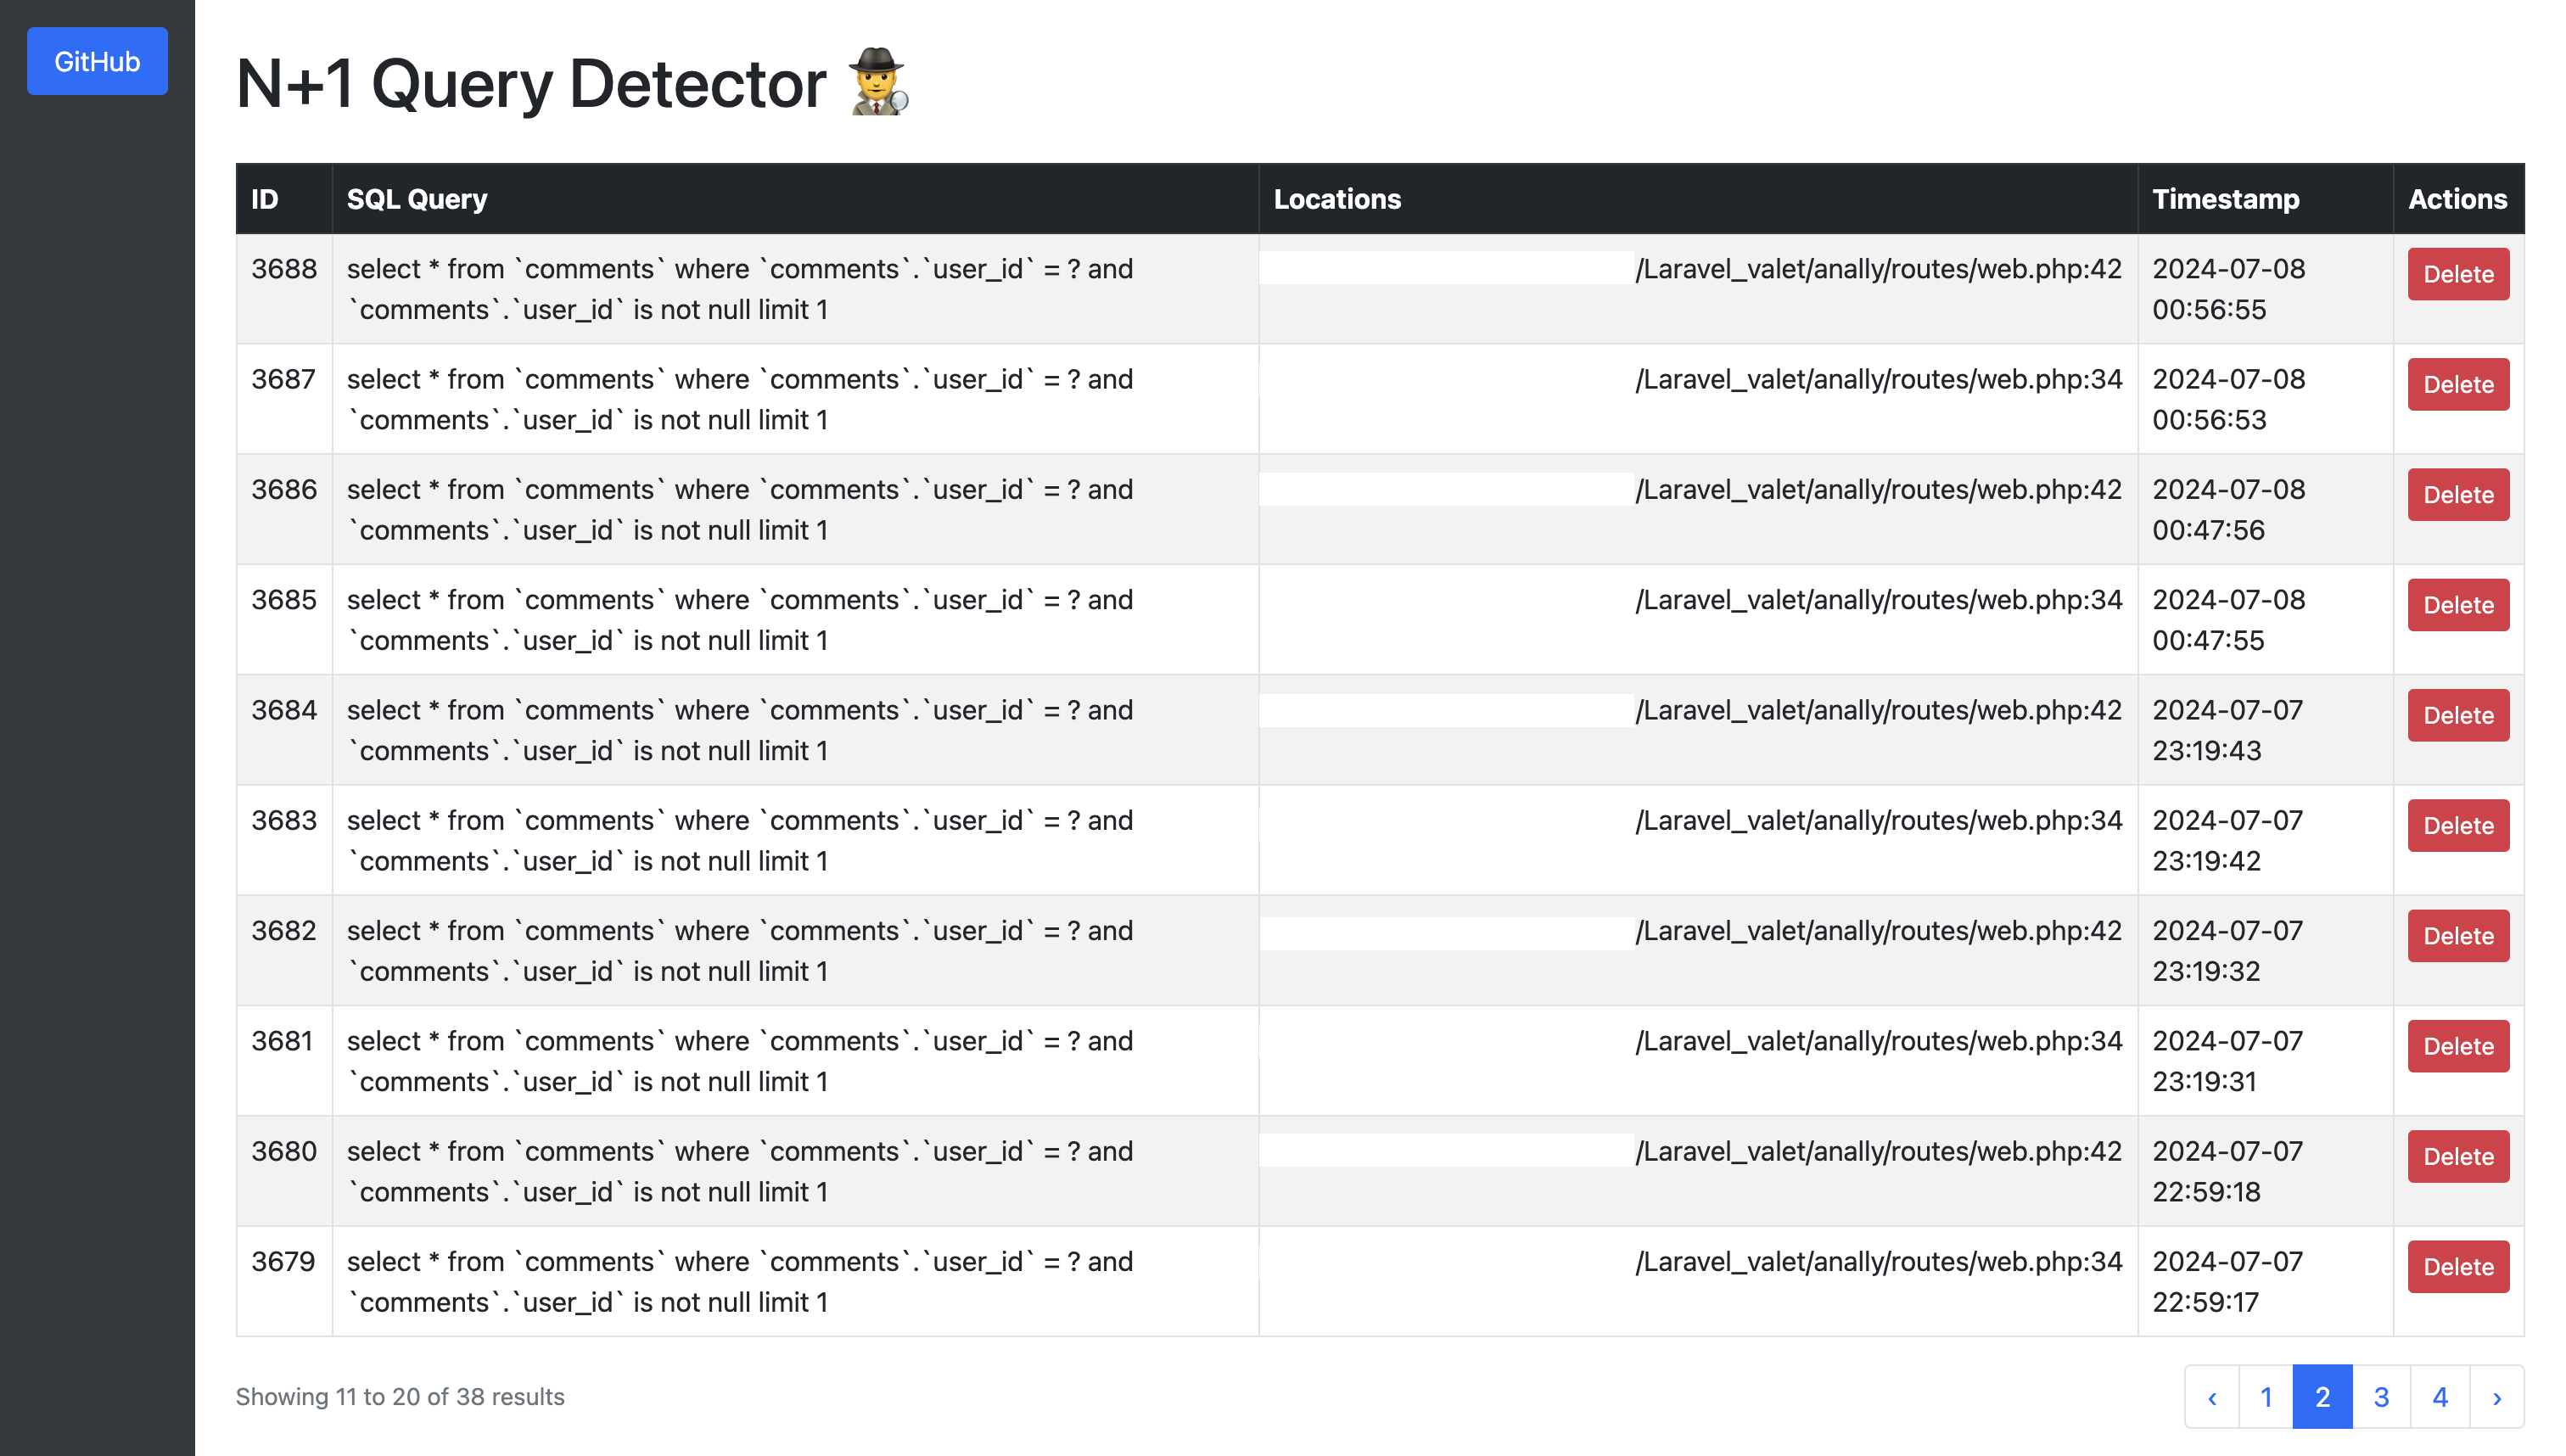 GitHub
N+1 Query Detector
ID SQL Query Locations Timestamp Actions
3688 select * from `comments` where `comments`.`user_id` = ? and /Laravel_valet/anally/routes/web.php:42 2024-07-08 Delete
`comments`.`user_id` is not null limit 1 00:56:55
3687 select * from `comments` where `comments`.`user_id` = ? and /Laravel_valet/anally/routes/web.php:34 2024-07-08 Delete
`comments`.`user_id` is not null limit 1 00:56:53
3686 select * from `comments` where `comments`.`user_id` = ? and /Laravel_valet/anally/routes/web.php:42 2024-07-08 Delete
`comments`.`user_id` is not null limit 1 00:47:56
3685 select * from `comments` where `comments`.`user_id` = ? and /Laravel_valet/anally/routes/web.php:34 2024-07-08 Delete
`comments`.`user_id` is not null limit 1 00:47:55
3684 select * from `comments` where `comments`.`user_id` = ? and /Laravel_valet/anally/routes/web.php:42 2024-07-07 Delete
`comments`.`user_id` is not null limit 1 23:19:43
3683 select * from `comments` where `comments`.`user_id` = ? and /Laravel_valet/anally/routes/web.php:34 2024-07-07 Delete
`comments`.`user_id` is not null limit 1 23:19:42
3682 select * from `comments` where `comments`.`user_id` = ? and /Laravel_valet/anally/routes/web.php:42 2024-07-07 Delete
`comments`.`user_id` is not null limit 1 23:19:32
3681 select * from `comments` where `comments`.`user_id` = ? and /Laravel_valet/anally/routes/web.php:34 2024-07-07 Delete
`comments`.`user_id` is not null limit 1 23:19:31
3680 select * from `comments` where `comments`.`user_id` = ? and /Laravel_valet/anally/routes/web.php:42 2024-07-07 Delete
`comments`.`user_id` is not null limit 1 22:59:18
3679 select * from `comments` where `comments`.`user_id` = ? and /Laravel_valet/anally/routes/web.php:34 2024-07-07 Delete
`comments`.`user_id` is not null limit 1 22:59:17
Showing 11 to 20 of 38 results ‹ 1 2 3 4 ›